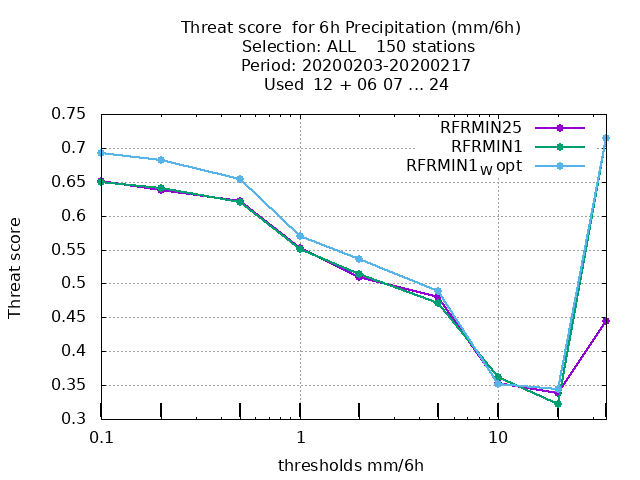 Threat score  for 6h Precipitation (mm/6h)
Selection: ALL    150 stations
Period: 20200203-20200217
Used  12 + 06 07 ... 24
0.75
0.7
0.65
0.6
0.55
0.5
0.45
0.4
0.35
0.3
Threat score
RFRMIN25
RFRMIN1
RFRMIN1W opt
0.1
1
10
thresholds mm/6h